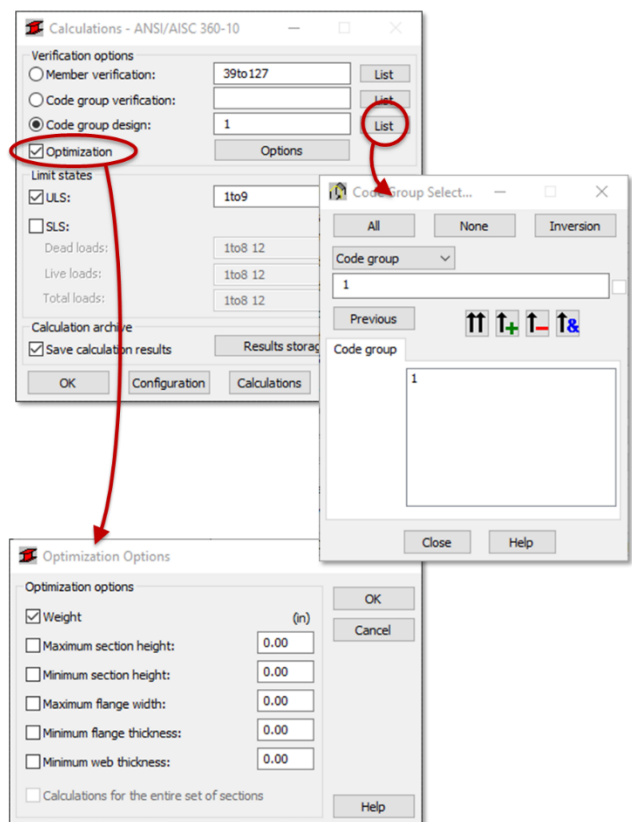 Calculations - ANSI/AISC 360-10
Verification options
Member verification: 39to127 List
Code group verification: List
Code group design: 1 List
Optimization Options
Limit states
ULS: 1to9
SLS:
Dead loads: 1to8 12
Live loads: 1to8 12
Total loads: 1to8 12
Calculation archive
Save calculation results Results storag
OK Configuration Calculations
Code Group Select...
All None Inversion
Code group
1
Previous
&
Code group
1
Close Help
Optimization Options
Optimization options
OK
Weight (in)
Cancel
Maximum section height: 0.00
Minimum section height: 0.00
Maximum flange width: 0.00
Minimum flange thickness: 0.00
Minimum web thickness: 0.00
Calculations for the entire set of sections
Help